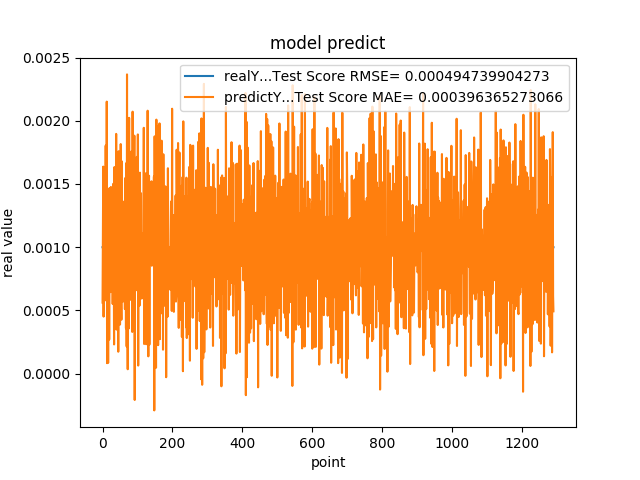 model predict
realY...Test Score RMSE= 0.000494739904273
predictY...Test Score MAE= 0.000396365273066
0.0025
0.0020
0.0015
0.0010
0.0005
0.0000
real value
0 200 400 600 800 1000 1200
point